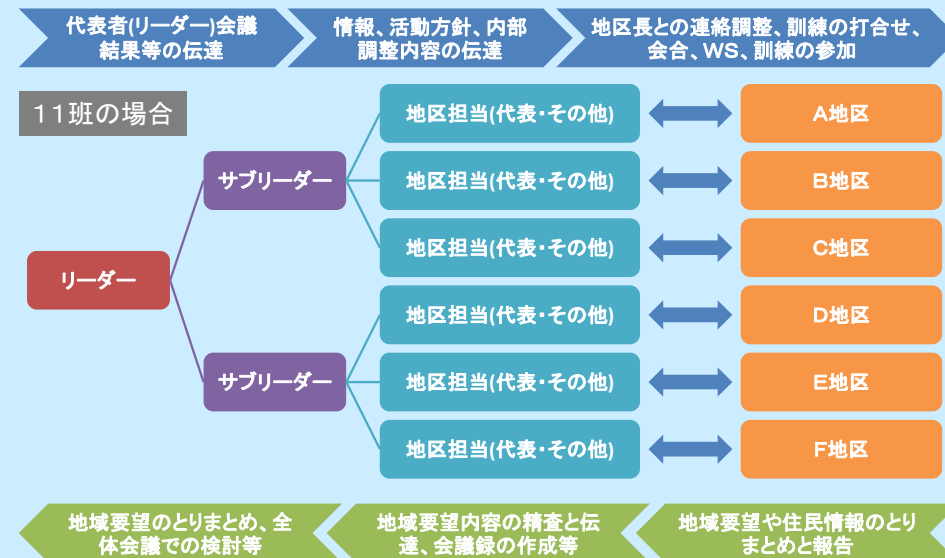 代表者(リーダー)会議
結果等の伝達
情報、活動方針、内部
調整内容の伝達
地区長との連絡調整、訓練の打合せ、
会合、WS、訓練の参加
11班の場合
リーダー
サブリーダー
サブリーダー
地区担当(代表・その他)
A地区
地区担当(代表・その他)
B地区
地区担当(代表・その他)
C地区
地区担当(代表・その他)
D地区
地区担当(代表・その他)
E地区
地区担当(代表・その他)
F地区
地域要望のとりまとめ、全
体会議での検討等
地域要望内容の精査と伝
達、会議録の作成等
地域要望や住民情報のとり
まとめと報告